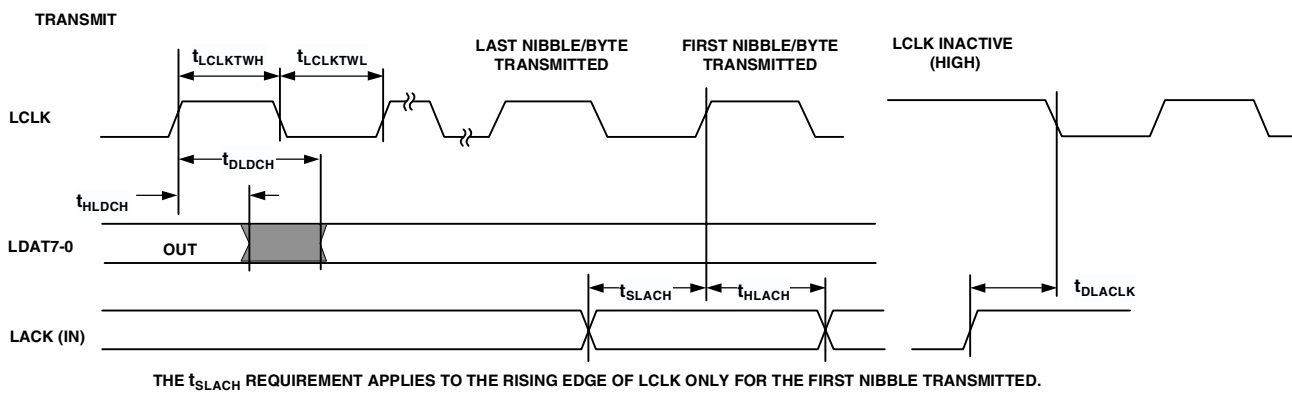 TRANSMIT
tLCLKTWH
tLCLKTWL
LAST NIBBLE/BYTE
TRANSMITTED
FIRST NIBBLE/BYTE
TRANSMITTED
LCLK INACTIVE
(HIGH)
LCLK
tDLDCH
tHLDCH
LDAT7-0
OUT
tSLACH
tHLACH
tDLACLK
LACK (IN)
THE tSLACH REQUIREMENT APPLIES TO THE RISING EDGE OF LCLK ONLY FOR THE FIRST NIBBLE TRANSMITTED.